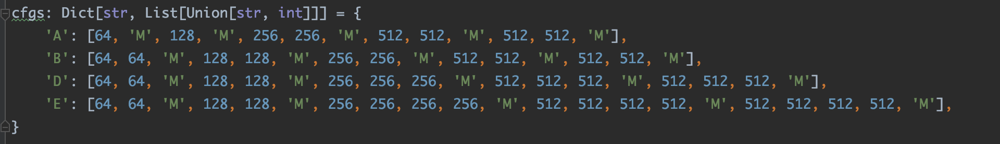 cfgs: Dict[str, List[Union[str, int]]] = {
    'A': [64, 'M', 128, 'M', 256, 256, 'M', 512, 512, 'M', 512, 512, 'M'],
    'B': [64, 64, 'M', 128, 128, 'M', 256, 256, 'M', 512, 512, 'M', 512, 512, 'M'],
    'D': [64, 64, 'M', 128, 128, 'M', 256, 256, 256, 'M', 512, 512, 512, 'M', 512, 512, 512, 'M'],
    'E': [64, 64, 'M', 128, 128, 'M', 256, 256, 256, 256, 'M', 512, 512, 512, 512, 'M', 512, 512, 512, 512, 'M'],
}